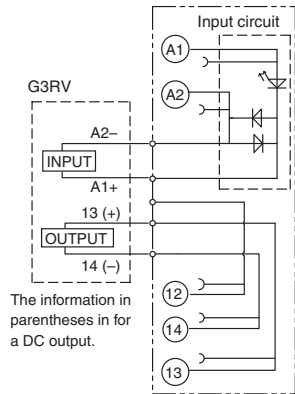 Input circuit
A1
G3RV
A2
A2–
INPUT
A1+
13 (+)
OUTPUT
14 (–)
The information in
parentheses in for
a DC output.
12
14
13